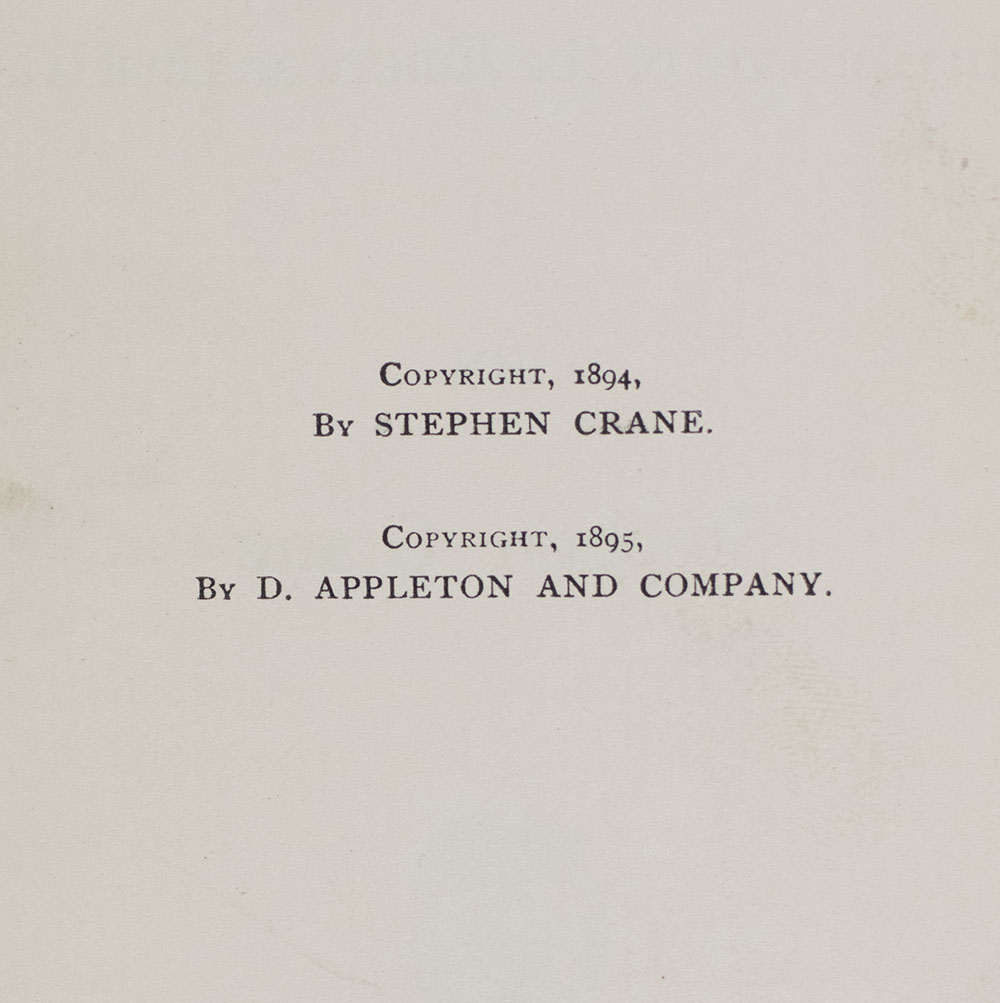 Copyright, 1894,
By STEPHEN CRANE.
Copyright, 1895,
By D. APPLETON AND COMPANY.